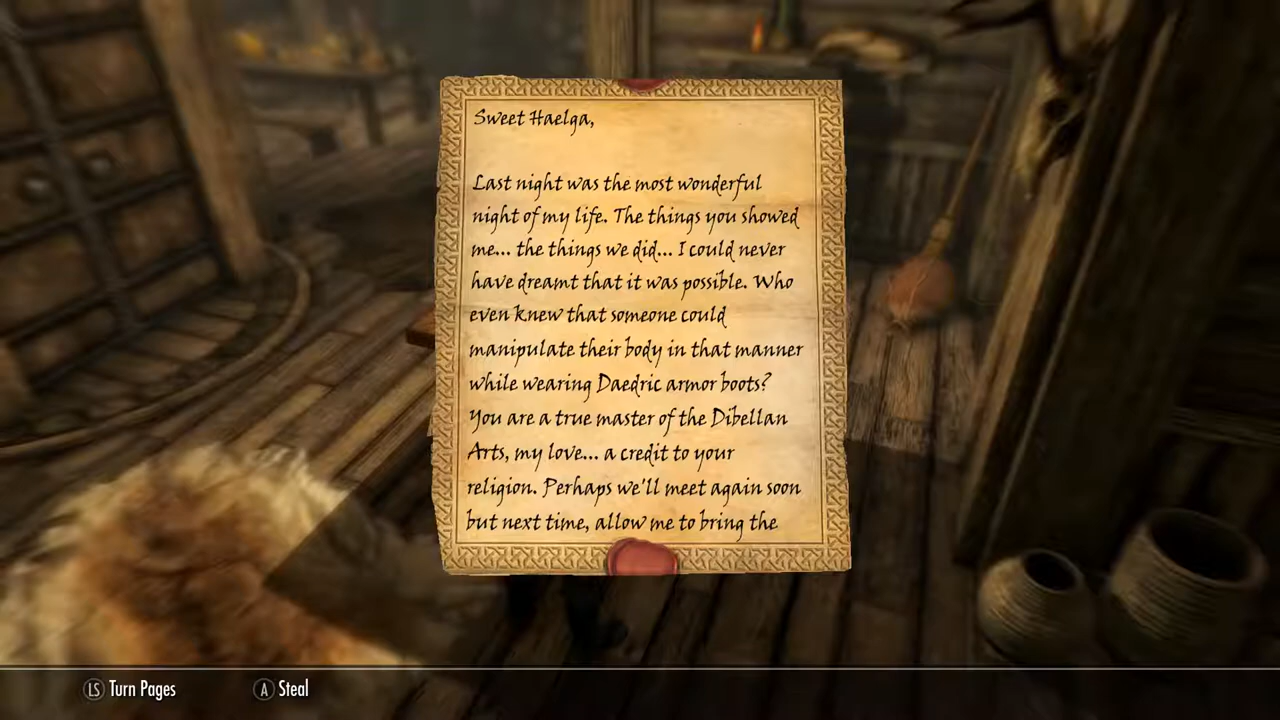 Sweet Haelga,
Last night was the most wonderful
night of my life. The things you showed
me... the things we did... I could never
have dreamt that it was possible. Who
even knew that someone could
manipulate their body in that manner
while wearing Daedric armor boots?
You are a true master of the Dibellan
Arts, my love... a credit to your
religion. Perhaps we'll meet again soon
but next time, allow me to bring the
LS Turn Pages
A Steal